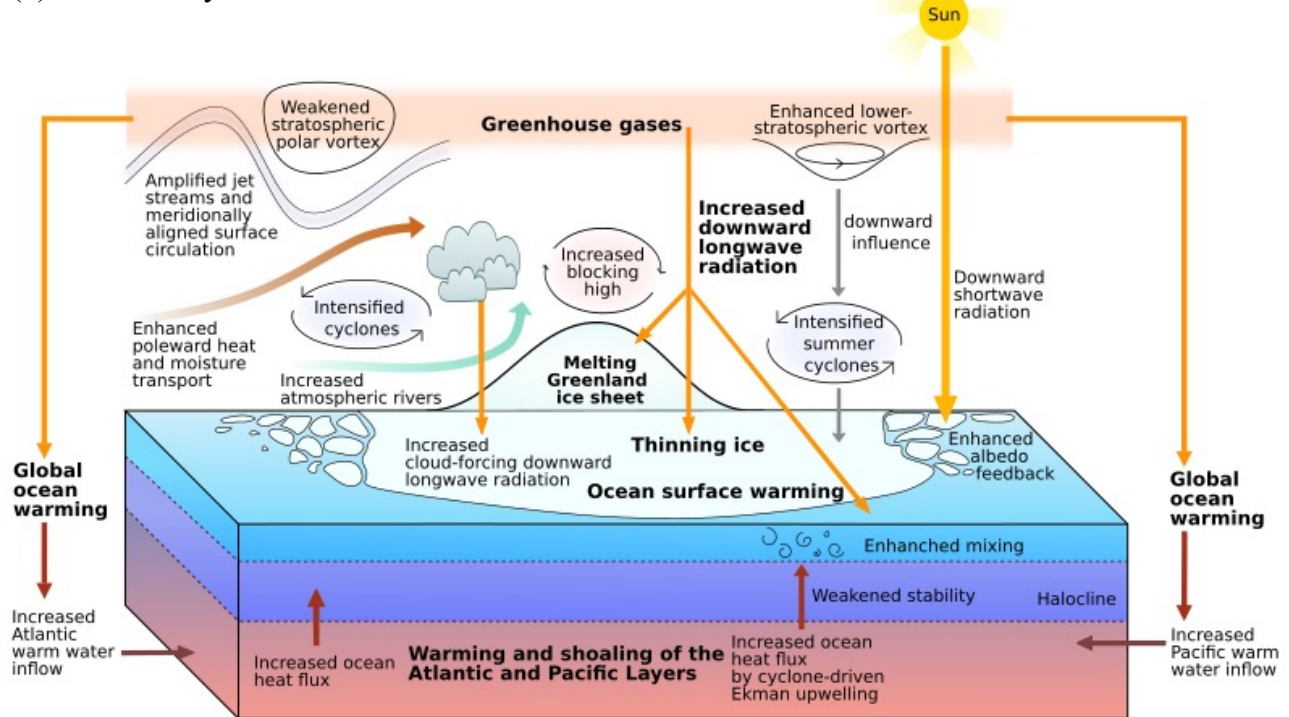 Sun
Weakened
stratospheric
polar vortex
Greenhouse gases
Enhanced lower-
stratospheric vortex
Amplified jet
streams and
meridionally
aligned surface
circulation
Increased
downward
longwave
radiation
downward
influence
Increased
blocking
high
Downward
shortwave
radiation
Intensified
cyclones
Intensified
summer
cyclones
Enhanced
poleward heat
and moisture
transport
Increased
atmospheric rivers
Melting
Greenland
ice sheet
Increased
cloud-forcing downward
longwave radiation
Thinning ice
Enhanced
albedo
feedback
Ocean surface warming
Global
ocean
warming
Global
ocean
warming
Enhanched mixing
Weakened stability
Halocline
Increased
Atlantic
warm water
inflow
Increased ocean
heat flux
Warming and shoaling of the
Atlantic and Pacific Layers
Increased ocean
heat flux
by cyclone-driven
Ekman upwelling
Increased
Pacific warm
water inflow